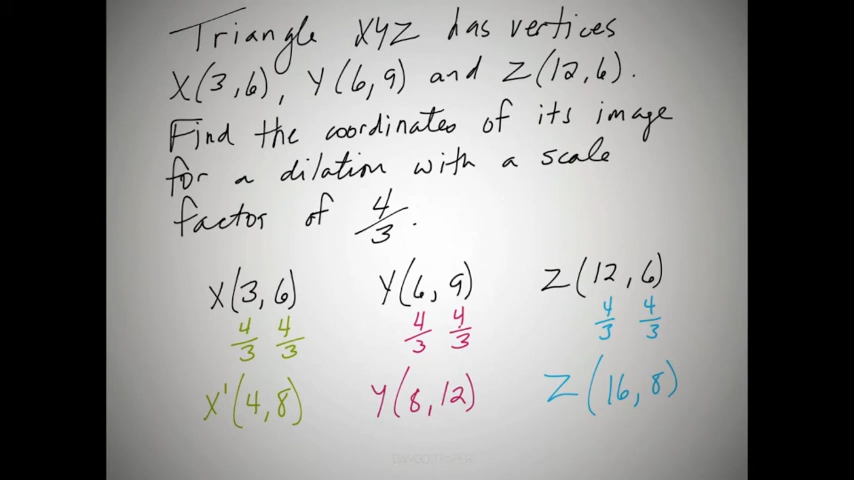 Triangle XYZ has vertices
X(3,6), Y(6,9) and Z(12,6).
Find the coordinates of its image
for a dilation with a scale
factor of 4/3.
X(3,6) Y(6,9) Z(12,6)
4/3 4/3 4/3 4/3 4/3 4/3
X'(4,8) Y(8,12) Z(16,8)